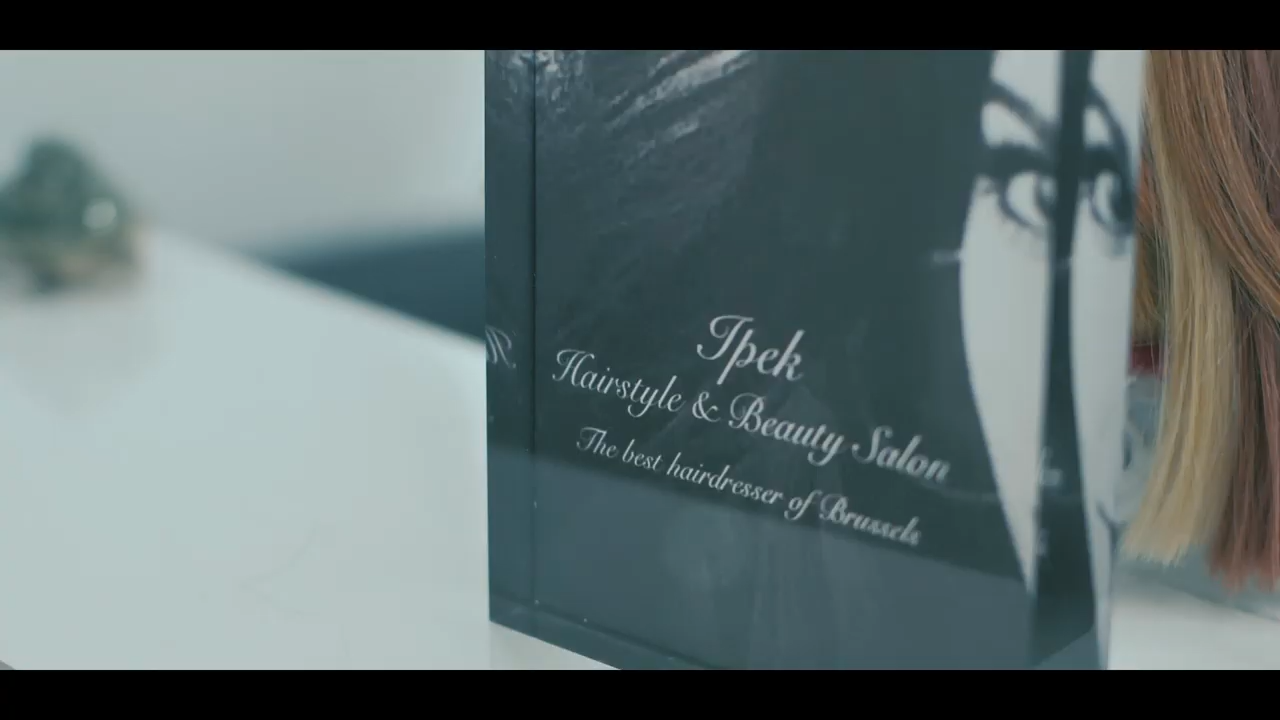 Ipek
Hairstyle & Beauty Salon
The best hairdresser of Brussels